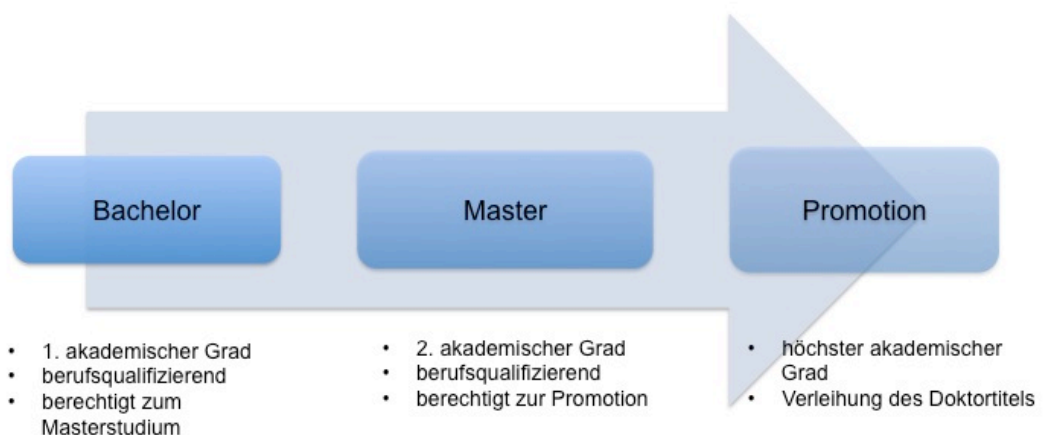 Bachelor
Master
Promotion
• 1. akademischer Grad
• berufsqualifizierend
• berechtigt zum
Masterstudium
• 2. akademischer Grad
• berufsqualifizierend
• berechtigt zur Promotion
• höchster akademischer
Grad
• Verleihung des Doktortitels